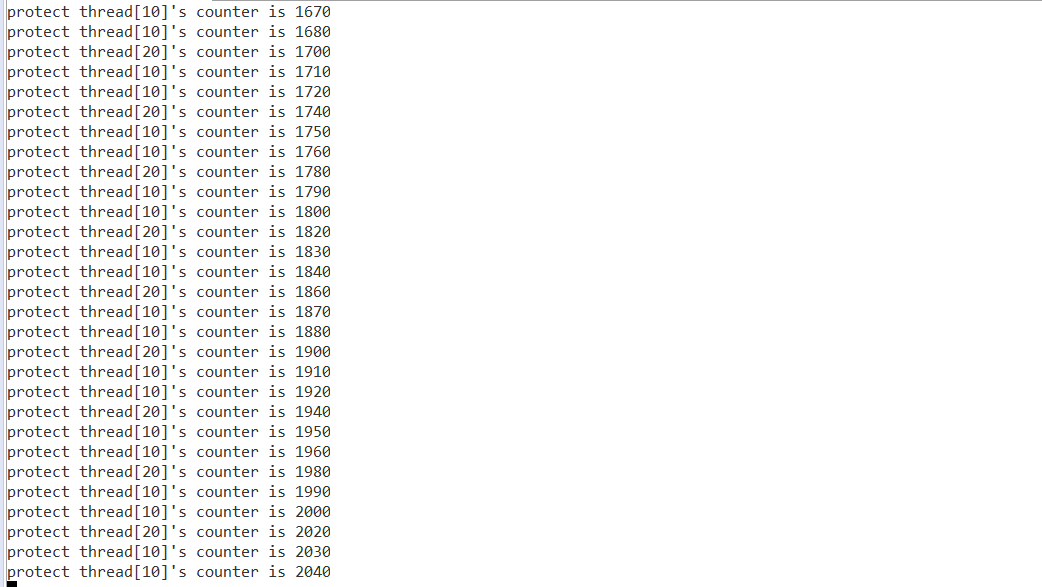 protect thread[10]'s counter is 1670
protect thread[10]'s counter is 1680
protect thread[20]'s counter is 1700
protect thread[10]'s counter is 1710
protect thread[10]'s counter is 1720
protect thread[20]'s counter is 1740
protect thread[10]'s counter is 1750
protect thread[10]'s counter is 1760
protect thread[20]'s counter is 1780
protect thread[10]'s counter is 1790
protect thread[10]'s counter is 1800
protect thread[20]'s counter is 1820
protect thread[10]'s counter is 1830
protect thread[10]'s counter is 1840
protect thread[20]'s counter is 1860
protect thread[10]'s counter is 1870
protect thread[10]'s counter is 1880
protect thread[20]'s counter is 1900
protect thread[10]'s counter is 1910
protect thread[10]'s counter is 1920
protect thread[20]'s counter is 1940
protect thread[10]'s counter is 1950
protect thread[10]'s counter is 1960
protect thread[20]'s counter is 1980
protect thread[10]'s counter is 1990
protect thread[10]'s counter is 2000
protect thread[20]'s counter is 2020
protect thread[10]'s counter is 2030
protect thread[10]'s counter is 2040